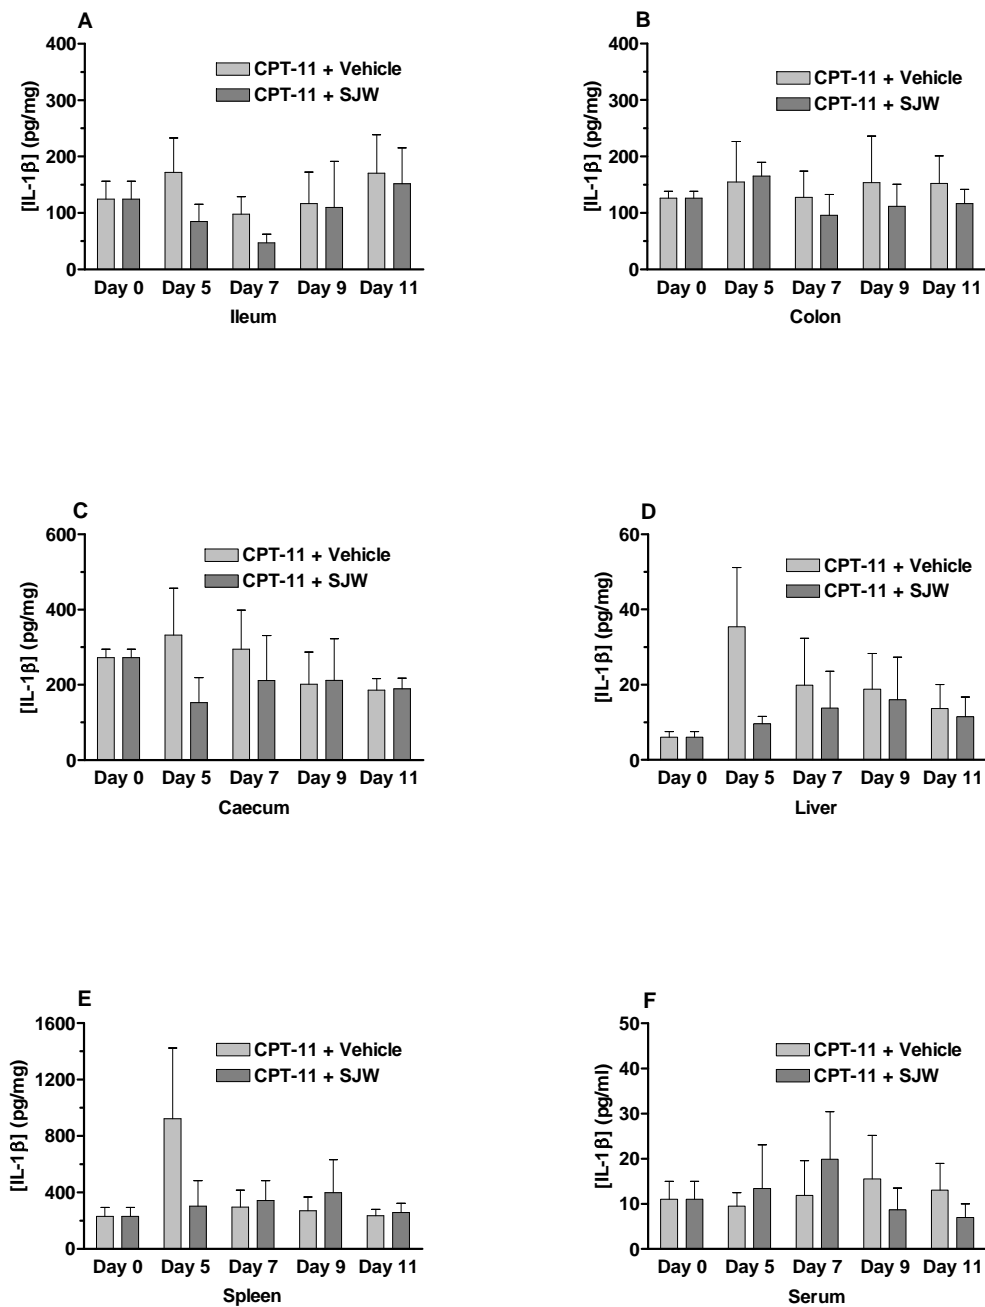 A
[IL-1β] (pg/mg)
400
300
200
100
0
CPT-11 + Vehicle
CPT-11 + SJW
Day 0 Day 5 Day 7 Day 9 Day 11
Ileum
B
[IL-1β] (pg/mg)
400
300
200
100
0
CPT-11 + Vehicle
CPT-11 + SJW
Day 0 Day 5 Day 7 Day 9 Day 11
Colon
C
[IL-1β] (pg/mg)
600
400
200
0
CPT-11 + Vehicle
CPT-11 + SJW
Day 0 Day 5 Day 7 Day 9 Day 11
Caecum
D
[IL-1β] (pg/mg)
60
40
20
0
CPT-11 + Vehicle
CPT-11 + SJW
Day 0 Day 5 Day 7 Day 9 Day 11
Liver
E
[IL-1β] (pg/mg)
1600
1200
800
400
0
CPT-11 + Vehicle
CPT-11 + SJW
Day 0 Day 5 Day 7 Day 9 Day 11
Spleen
F
[IL-1β] (pg/ml)
50
40
30
20
10
0
CPT-11 + Vehicle
CPT-11 + SJW
Day 0 Day 5 Day 7 Day 9 Day 11
Serum